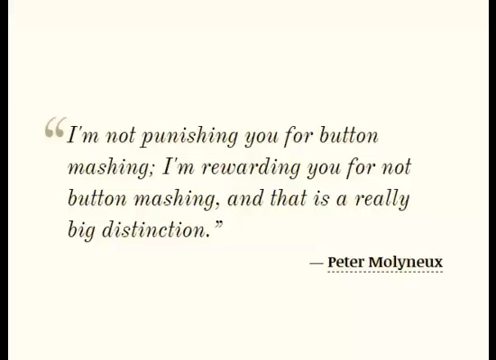 “I'm not punishing you for button
mashing; I'm rewarding you for not
button mashing, and that is a really
big distinction.”
— Peter Molyneux